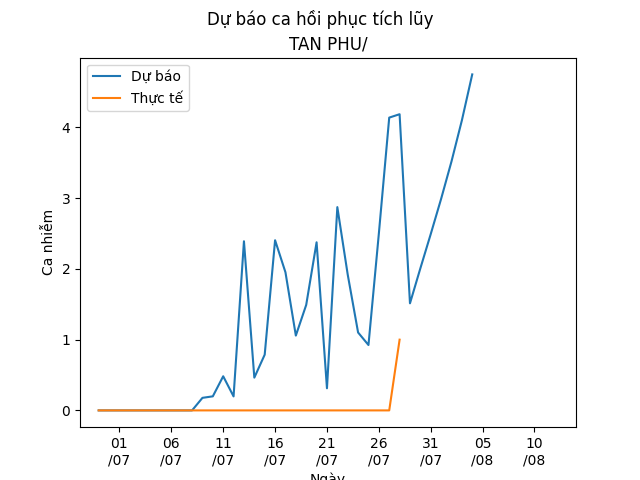 Dự báo ca hồi phục tích lũy
TAN PHU/
Dự báo
Thực tế
Ca nhiễm
4
3
2
1
0
01 06 11 16 21 26 31 05 10
/07 /07 /07 /07 /07 /07 /07 /08 /08
Ngày